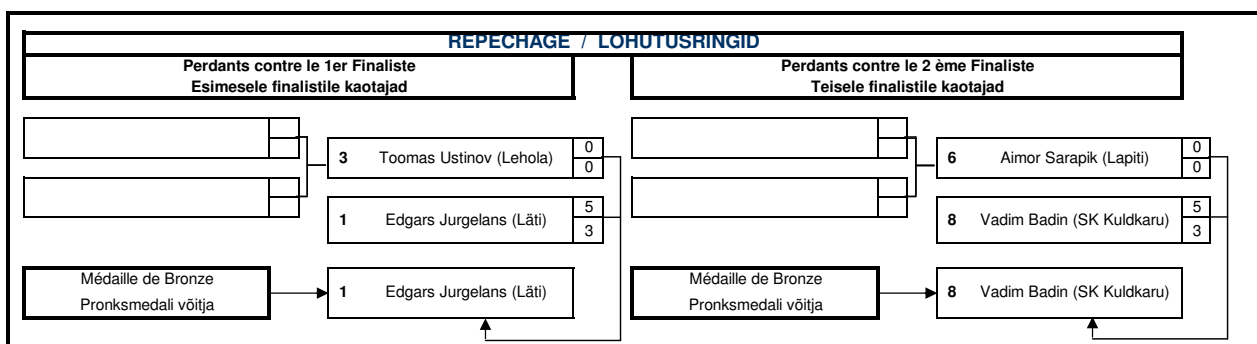 REPECHAGE / LOHUTUSRINGID
Perdants contre le 1er Finaliste
Esimesele finalistile kaotajad
Perdants contre le 2 ème Finaliste
Teisele finalistile kaotajad
3 Toomas Ustinov (Lehola) 0
0
6 Aimor Sarapik (Lapiti) 0
0
1 Edgars Jurgelans (Läti) 5
3
8 Vadim Badin (SK Kuldkaru) 5
3
Médaille de Bronze
Pronksmedali võitja
1 Edgars Jurgelans (Läti)
Médaille de Bronze
Pronksmedali võitja
8 Vadim Badin (SK Kuldkaru)